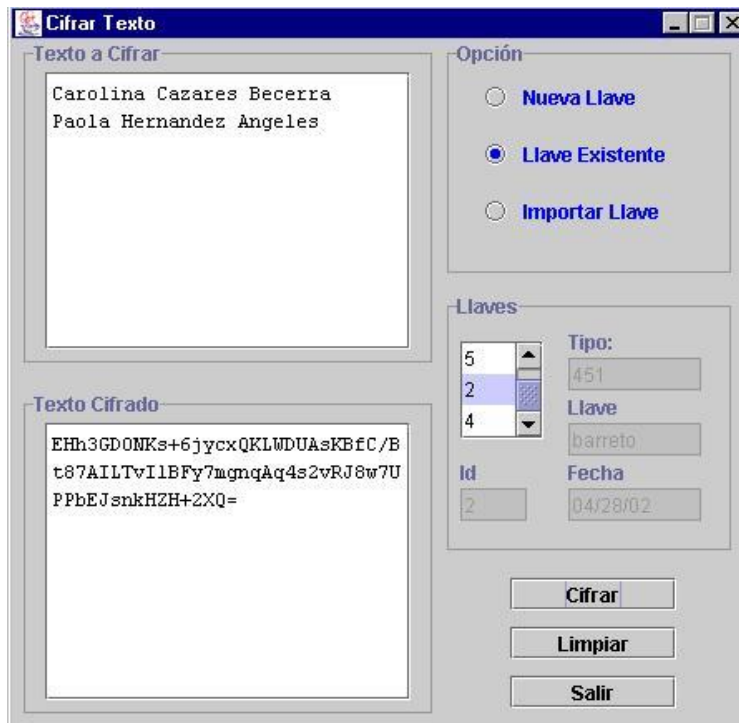 Cifrar Texto
Texto a Cifrar
Carolina Cazares Becerra
Paola Hernandez Angeles
Opción
Nueva Llave
Llave Existente
Importar Llave
Llaves
5
2
4
Tipo:
451
Llave
barreto
Id
2
Fecha
04/28/02
Texto Cifrado
EHh3GDONKs+6jycxQKLWDUAsKBfC/B
t87AILTvIlBFy7mgnqAq4s2vRJ8w7U
PPbEJsnkHZH+2XQ=
Cifrar
Limpiar
Salir